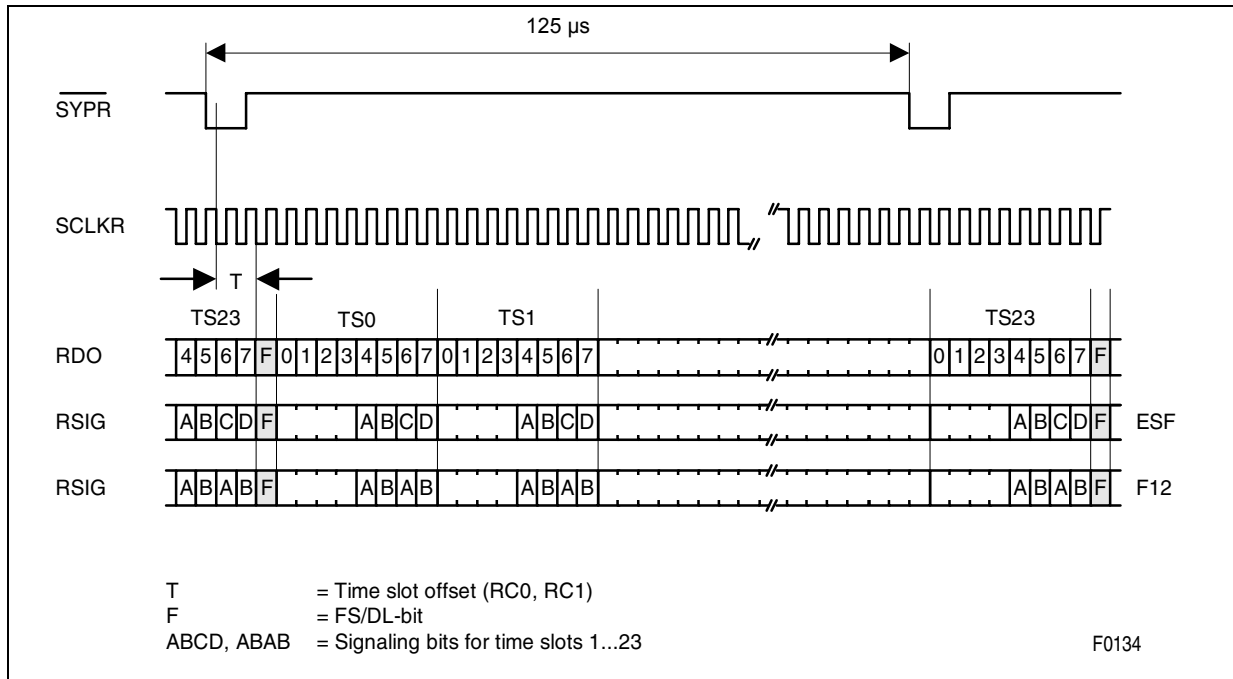 125 µs
SYPR
SCLKR
T
TS23 TS0 TS1 TS23
RDO 4 5 6 7 F 0 1 2 3 4 5 6 7 0 1 2 3 4 5 6 7 0 1 2 3 4 5 6 7 F
RSIG A B C D F A B C D A B C D A B C D F ESF
RSIG A B A B F A B A B A B A B A B A B F F12
T = Time slot offset (RC0, RC1)
F = FS/DL-bit
ABCD, ABAB = Signaling bits for time slots 1...23
F0134